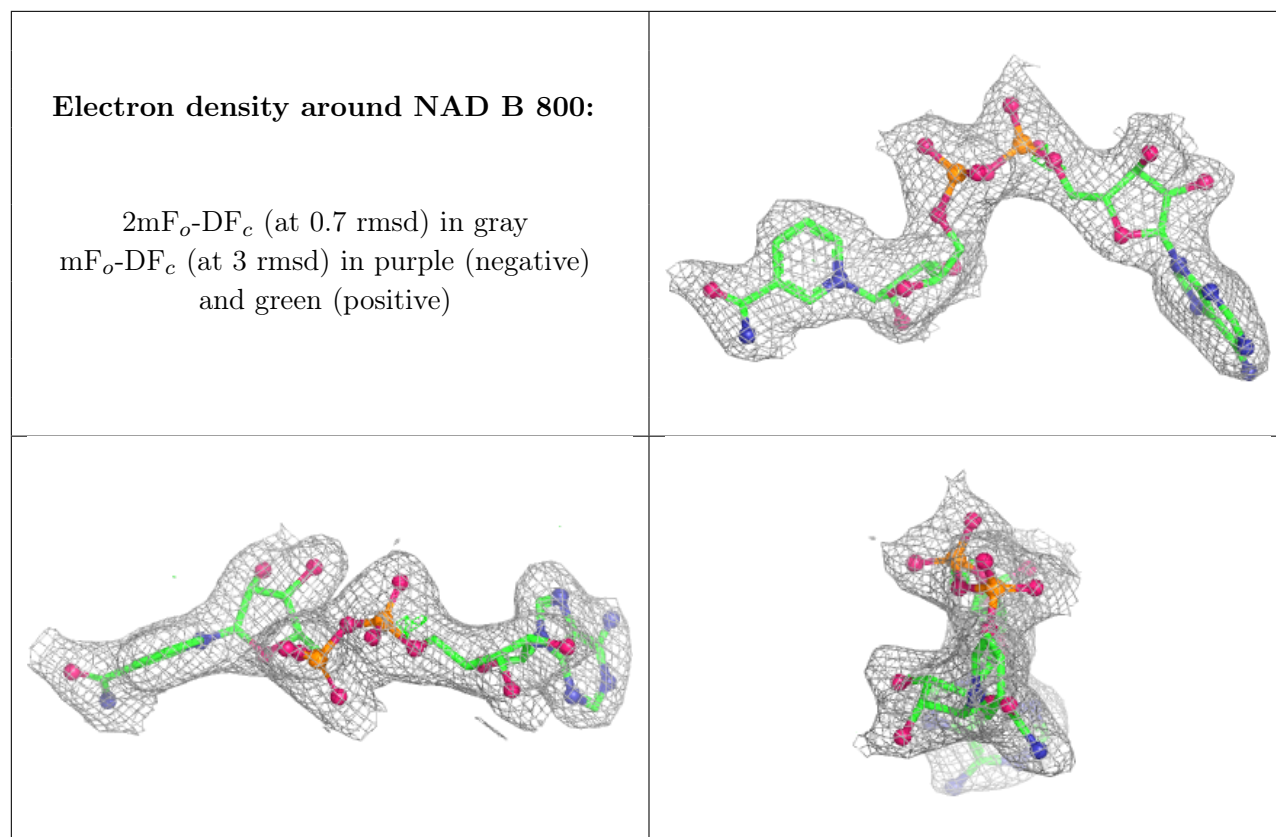 Electron density around NAD B 800:
2mFo-DFc (at 0.7 rmsd) in gray
mFo-DFc (at 3 rmsd) in purple (negative)
and green (positive)